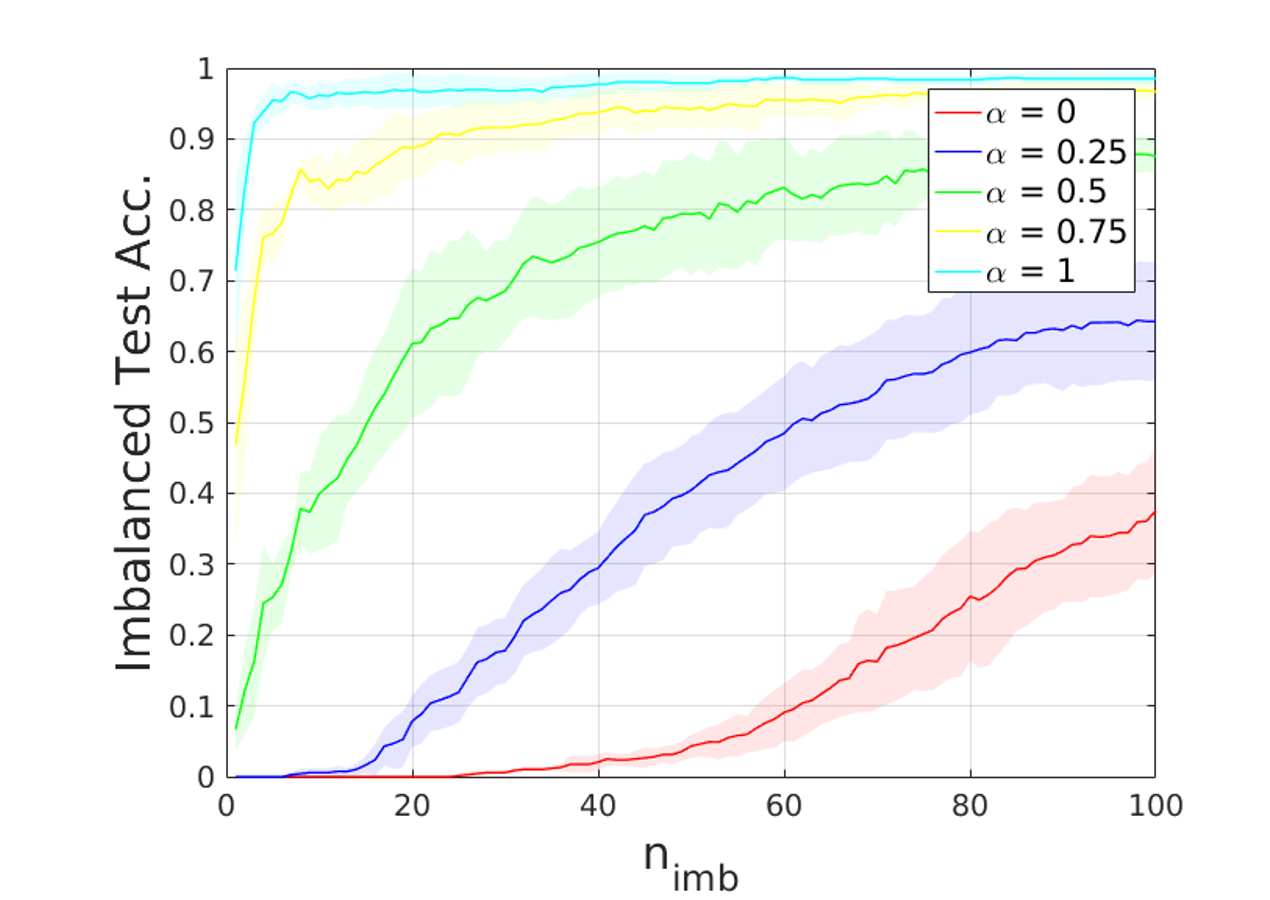 1
0.9
0.8
0.7
0.6
0.5
0.4
0.3
0.2
0.1
0
Imbalanced Test Acc.
α = 0
α = 0.25
α = 0.5
α = 0.75
α = 1
0 20 40 60 80 100
n_imb